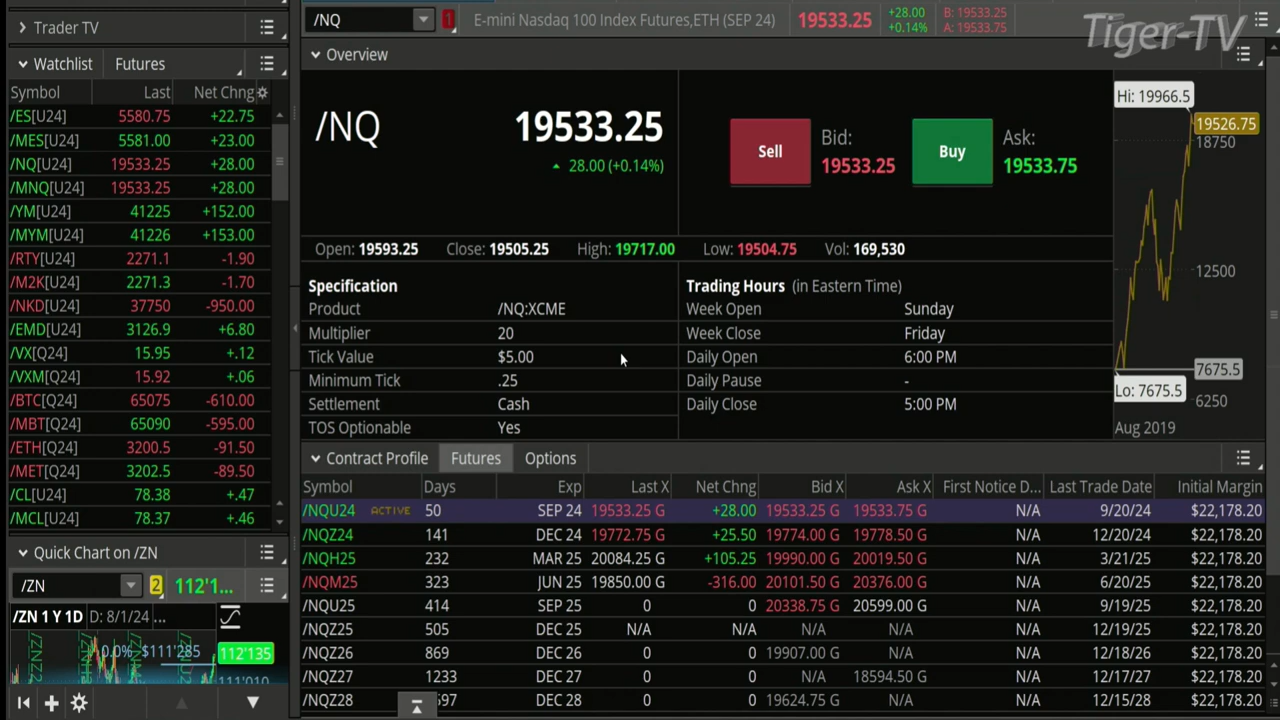 Trader TV
Watchlist Futures
Symbol Last Net Chng
/ES[U24] 5580.75 +22.75
/MES[U24] 5581.00 +23.00
/NQ[U24] 19533.25 +28.00
/MNQ[U24] 19533.25 +28.00
/YM[U24] 41225 +152.00
/MYM[U24] 41226 +153.00
/RTY[U24] 2271.1 -1.90
/M2K[U24] 2271.3 -1.70
/NKD[U24] 37750 -950.00
/EMD[U24] 3126.9 +6.80
/VX[Q24] 15.95 +.12
/VXM[Q24] 15.92 +.06
/BTC[Q24] 65075 -610.00
/MBT[Q24] 65090 -595.00
/ETH[Q24] 3200.5 -91.50
/MET[Q24] 3202.5 -89.50
/CL[U24] 78.38 +.47
/MCL[U24] 78.37 +.46
Quick Chart on /ZN
/ZN 2 112'1...
/ZN 1 Y 1D D: 8/1/24 ...
0.0% $111'285 112'135
111'010
/NQ 1 E-mini Nasdaq 100 Index Futures,ETH (SEP 24) 19533.25 +28.00 +0.14% B: 19533.25 A: 19533.75
Tiger-TV
Overview
/NQ 19533.25
28.00 (+0.14%)
Sell Bid: 19533.25 Buy Ask: 19533.75
Open: 19593.25 Close: 19505.25 High: 19717.00 Low: 19504.75 Vol: 169,530
Specification
Product /NQ:XCME
Multiplier 20
Tick Value $5.00
Minimum Tick .25
Settlement Cash
TOS Optionable Yes
Trading Hours (in Eastern Time)
Week Open Sunday
Week Close Friday
Daily Open 6:00 PM
Daily Pause -
Daily Close 5:00 PM
Hi: 19966.5
19526.75
18750
12500
7675.5
Lo: 7675.5
6250
Aug 2019
Contract Profile Futures Options
Symbol Days Exp Last X Net Chng Bid X Ask X First Notice D... Last Trade Date Initial Margin
/NQU24 ACTIVE 50 SEP 24 19533.25 G +28.00 19533.25 G 19533.75 G N/A 9/20/24 $22,178.20
/NQZ24 141 DEC 24 19772.75 G +25.50 19774.00 G 19778.50 G N/A 12/20/24 $22,178.20
/NQH25 232 MAR 25 20084.25 G +105.25 19990.00 G 20019.50 G N/A 3/21/25 $22,178.20
/NQM25 323 JUN 25 19850.00 G -316.00 20101.50 G 20376.00 G N/A 6/20/25 $22,178.20
/NQU25 414 SEP 25 0 0 20338.75 G 20599.00 G N/A 9/19/25 $22,178.20
/NQZ25 505 DEC 25 N/A N/A N/A N/A N/A 12/19/25 $22,178.20
/NQZ26 869 DEC 26 0 0 19907.00 G N/A N/A 12/18/26 $22,178.20
/NQZ27 1233 DEC 27 0 0 N/A 18594.50 G N/A 12/17/27 $22,178.20
/NQZ28 597 DEC 28 0 0 19624.75 G N/A N/A 12/15/28 $22,178.20